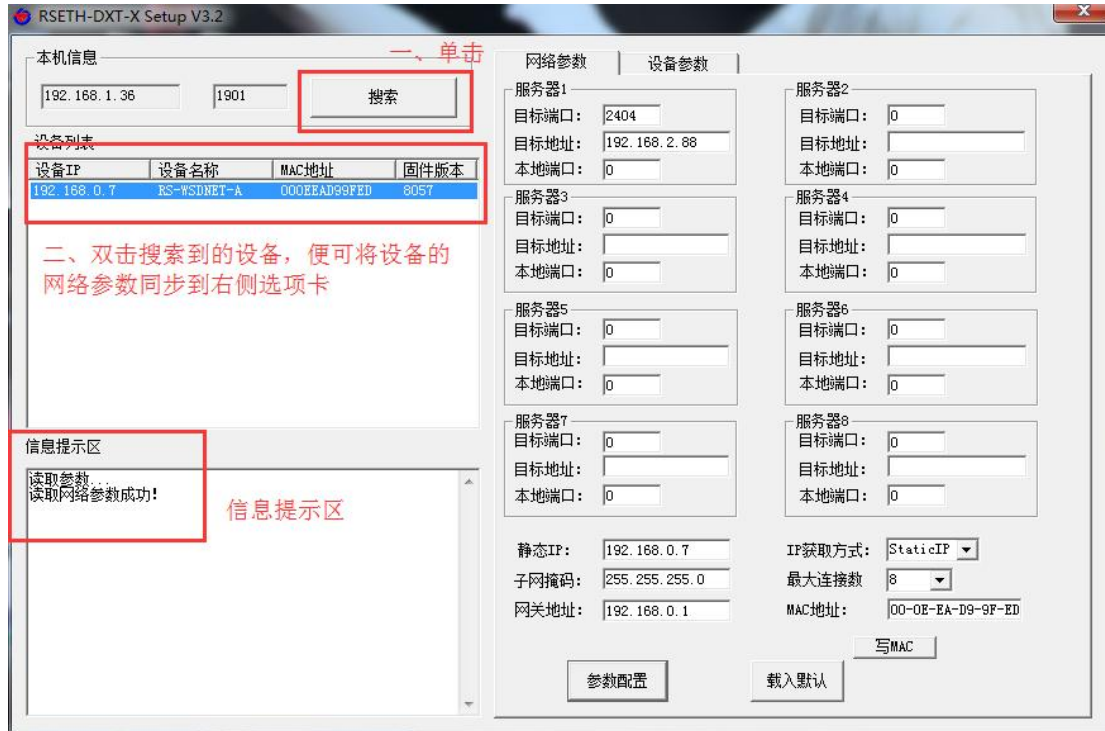 RSETH-DXT-X Setup V3.2
本机信息
一、单击
192.168.1.36
1901
搜索
设备列表
设备IP 设备名称 MAC地址 固件版本
192.168.0.7 RS-WSDNET-A 000EEAD99FED 8057
二、双击搜索到的设备，便可将设备的
网络参数同步到右侧选项卡
信息提示区
读取参数...
读取网络参数成功!
信息提示区
网络参数 设备参数
服务器1
目标端口： 2404
目标地址： 192.168.2.88
本地端口： 0
服务器2
目标端口： 0
目标地址：
本地端口： 0
服务器3
目标端口： 0
目标地址：
本地端口： 0
服务器4
目标端口： 0
目标地址：
本地端口： 0
服务器5
目标端口： 0
目标地址：
本地端口： 0
服务器6
目标端口： 0
目标地址：
本地端口： 0
服务器7
目标端口： 0
目标地址：
本地端口： 0
服务器8
目标端口： 0
目标地址：
本地端口： 0
静态IP： 192.168.0.7
IP获取方式： StaticIP
子网掩码： 255.255.255.0
最大连接数 8
网关地址： 192.168.0.1
MAC地址： 00-0E-EA-D9-9F-ED
写MAC
参数配置
载入默认